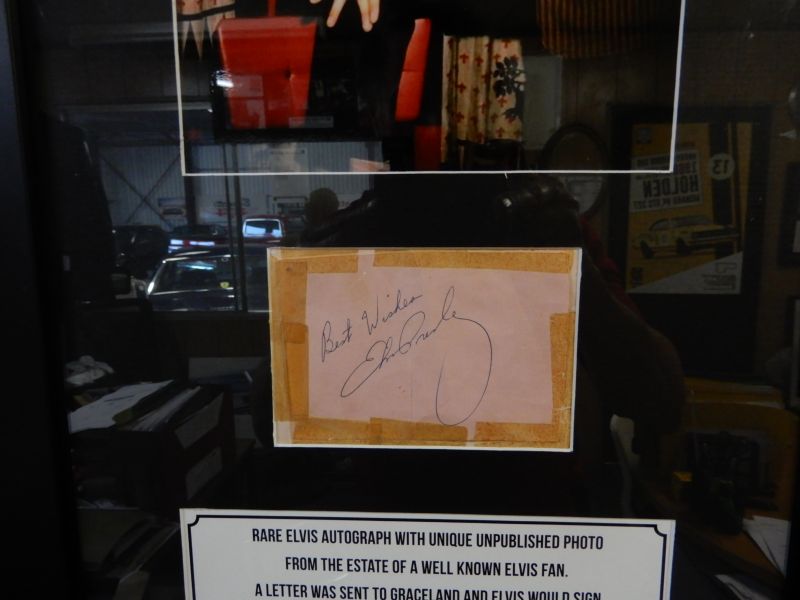 13
HOLDEN
Best Wishes
Elvis Presley
RARE ELVIS AUTOGRAPH WITH UNIQUE UNPUBLISHED PHOTO
FROM THE ESTATE OF A WELL KNOWN ELVIS FAN.
A LETTER WAS SENT TO GRACELAND AND ELVIS WOULD SIGN